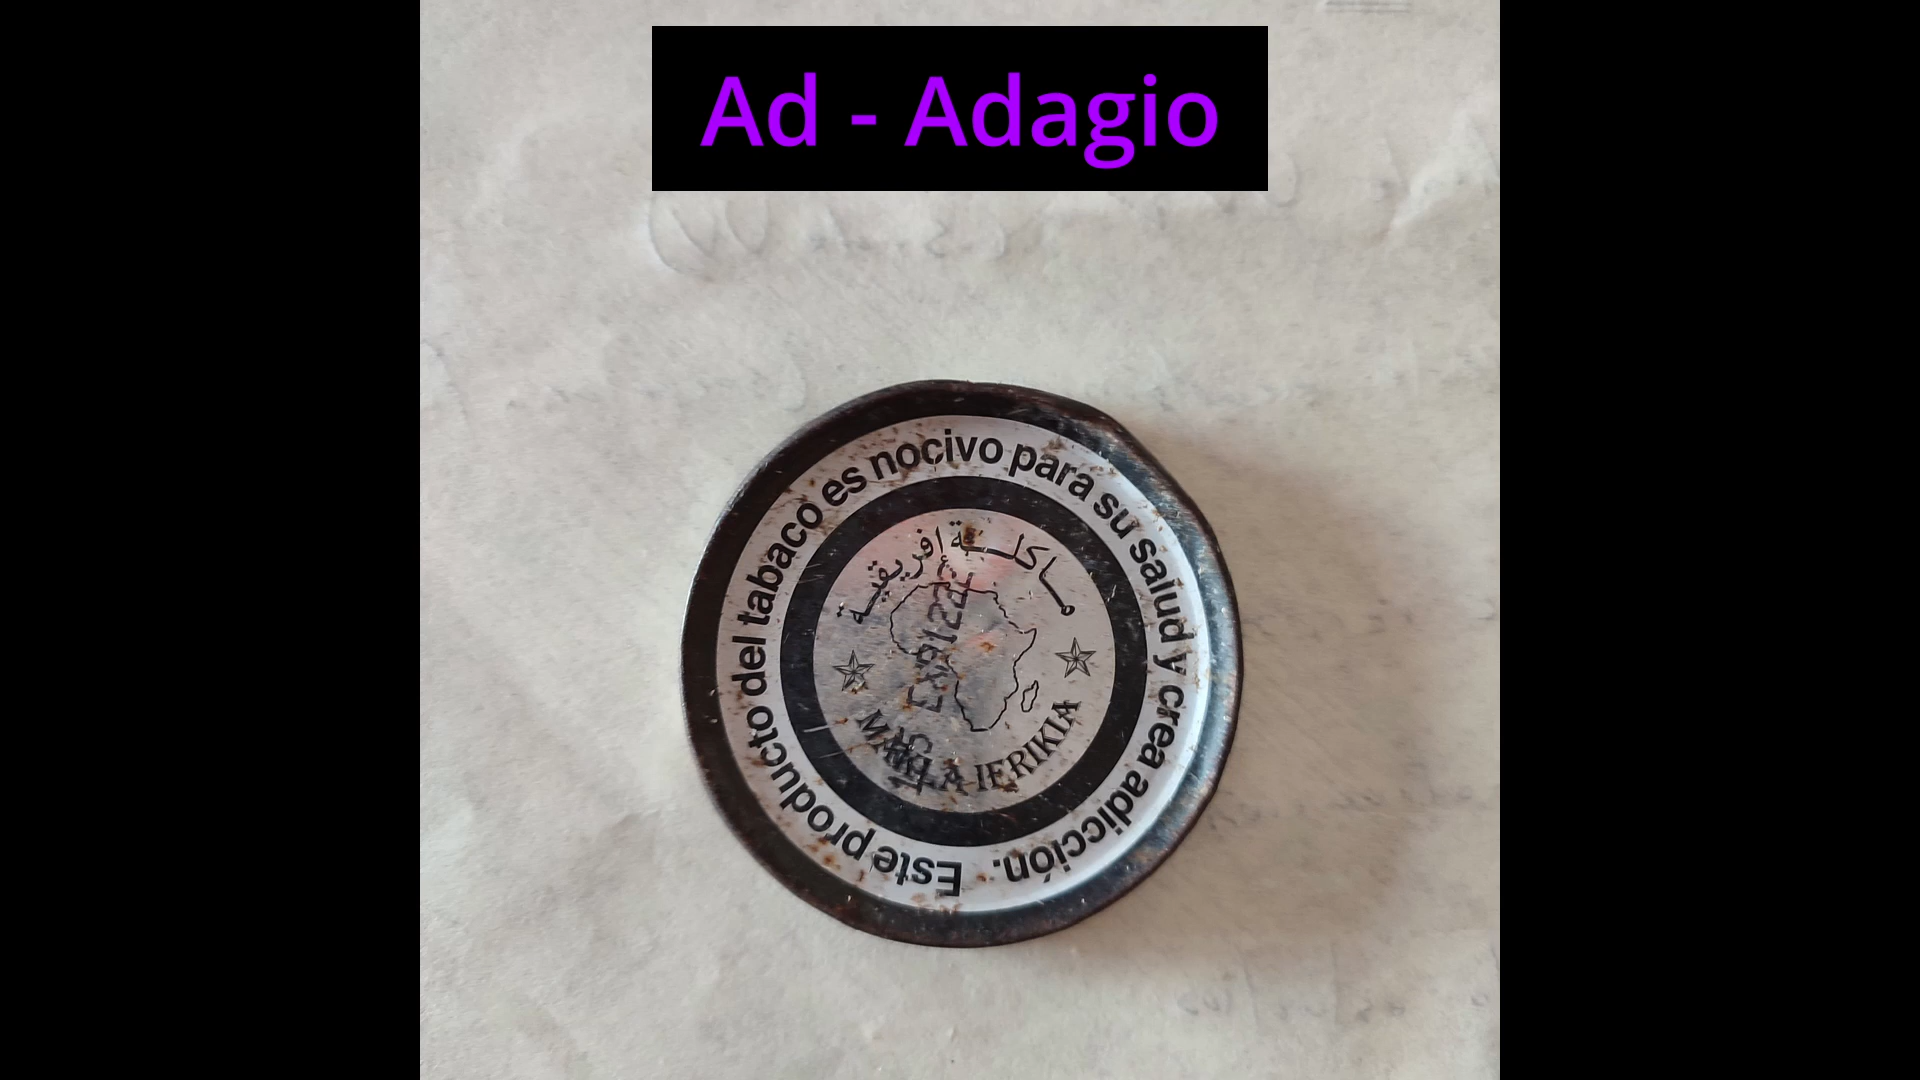 Ad - Adagio
Este producto del tabaco es nocivo para su salud y crea adicción.
ماكلة إفريقية
MAKLA IFRIKIA